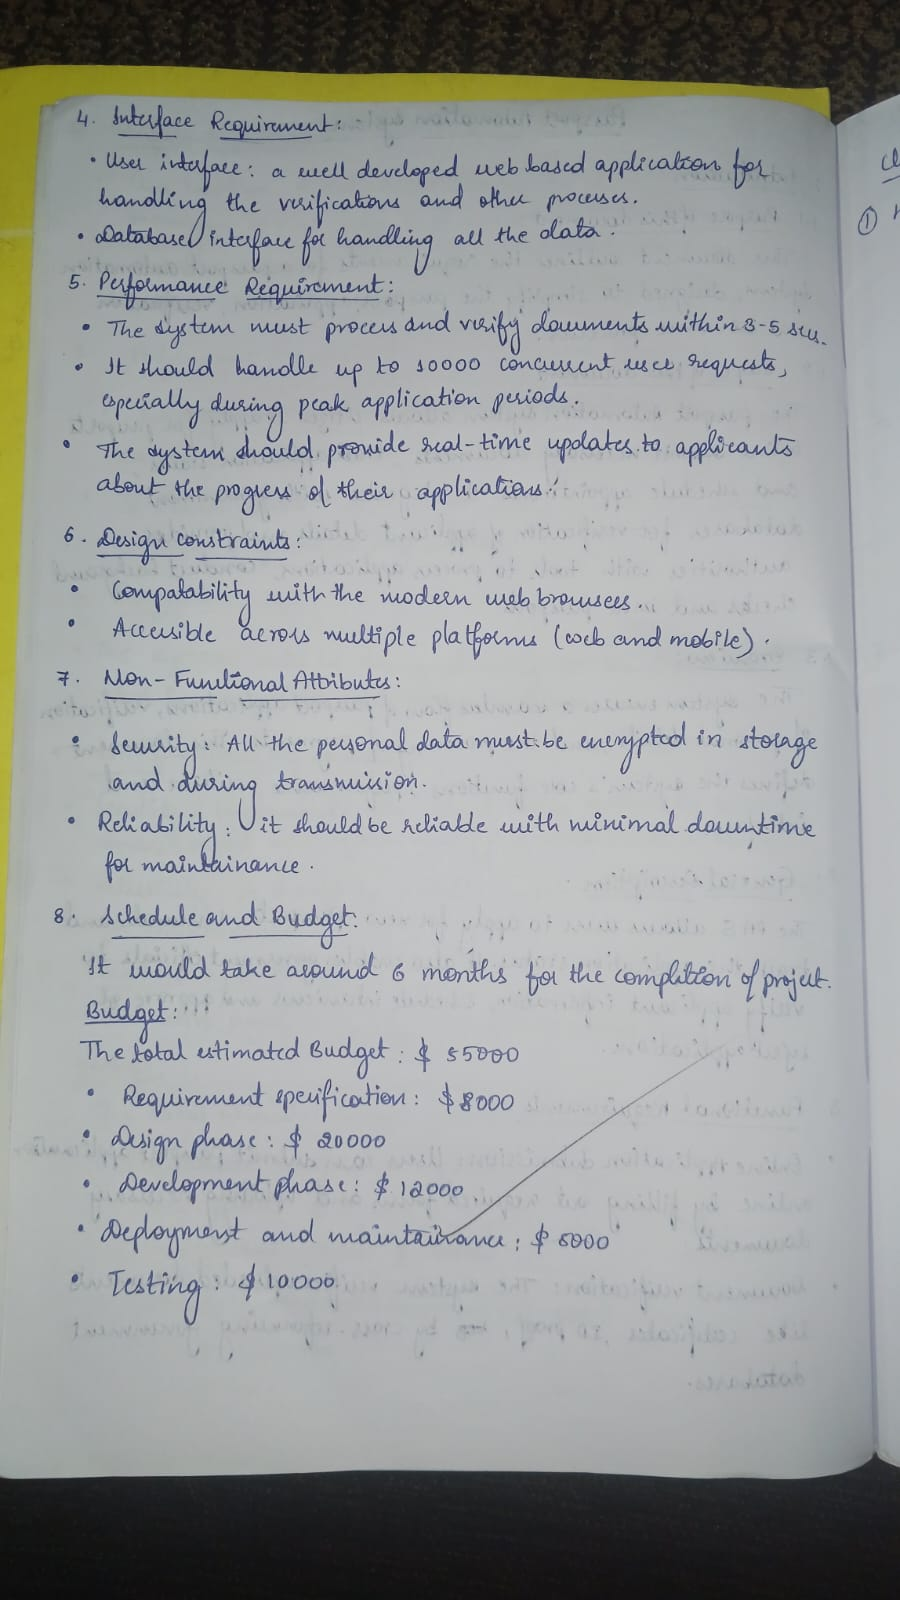 4. Interface Requirement:
• User interface: a well developed web based application for
handling the verifications and other processes.
• Database interface for handling all the data.
5. Performance Requirement:
• The system must process and verify documents within 3-5 secs.
• It should handle up to 10000 concurrent user requests,
especially during peak application periods.
• The system should provide real-time updates to applicants
about the progress of their applications.
6. Design constraints:
• Compatability with the modern web browsers.
• Accessible across multiple platforms (web and mobile).
7. Non-Functional Attributes:
• Security: All the personal data must be encrypted in storage
and during transmission.
• Reliability: it should be reliable with minimal downtime
for maintainance.
8. Schedule and Budget:
It would take around 6 months for the complition of project.
Budget:
The total estimated Budget: $ 55000
• Requirement specification: $8000
• Design phase: $ 20000
• Development phase: $ 12000
• Deployment and maintainance: $ 5000
• Testing: $ 10000
①